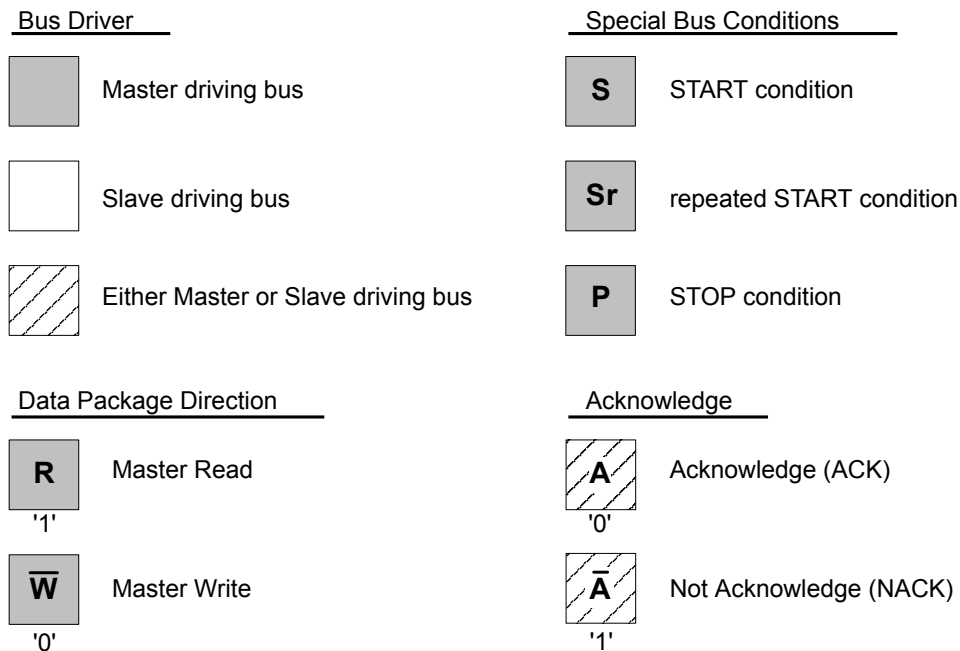 Bus Driver
Master driving bus
Slave driving bus
Either Master or Slave driving bus
Special Bus Conditions
S START condition
Sr repeated START condition
P STOP condition
Data Package Direction
R Master Read
'1'
W̅ Master Write
'0'
Acknowledge
A Acknowledge (ACK)
'0'
A̅ Not Acknowledge (NACK)
'1'